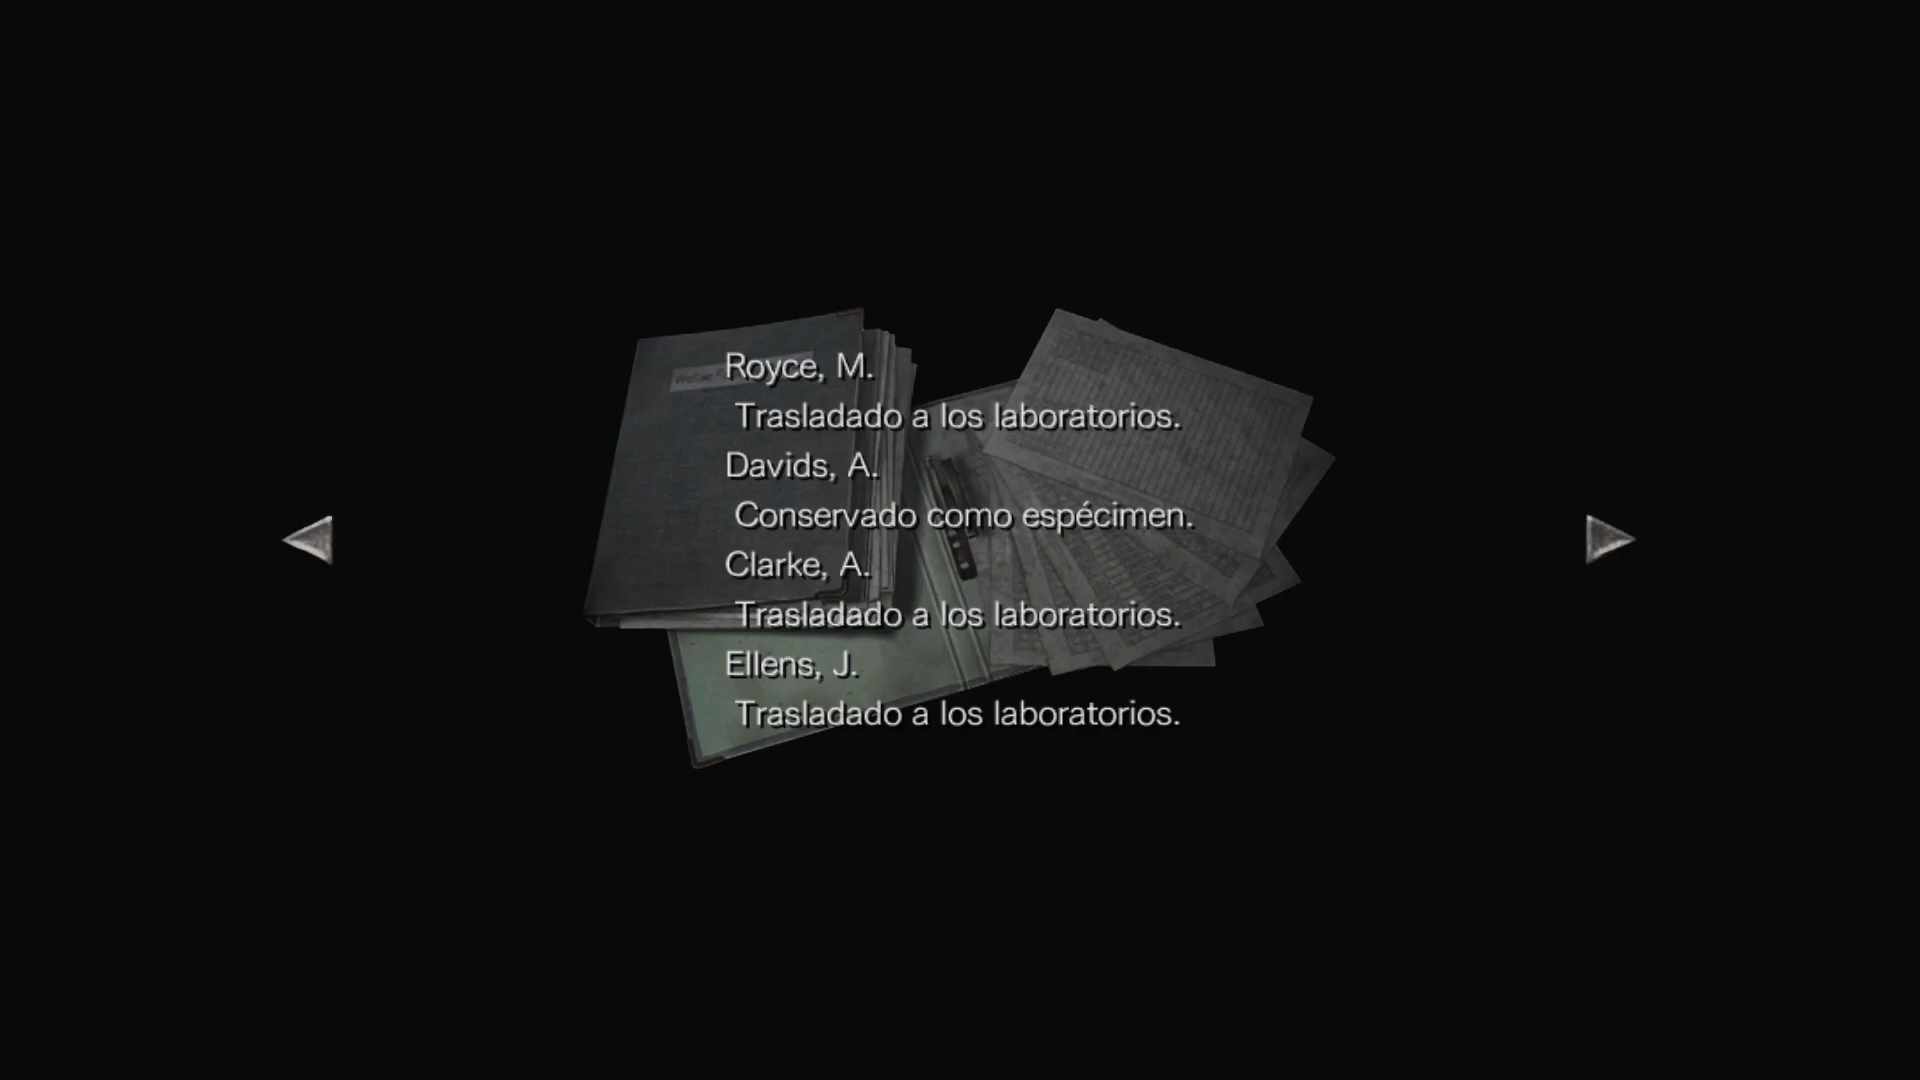 Royce, M.
Trasladado a los laboratorios.
Davids, A.
Conservado como espécimen.
Clarke, A.
Trasladado a los laboratorios.
Ellens, J.
Trasladado a los laboratorios.